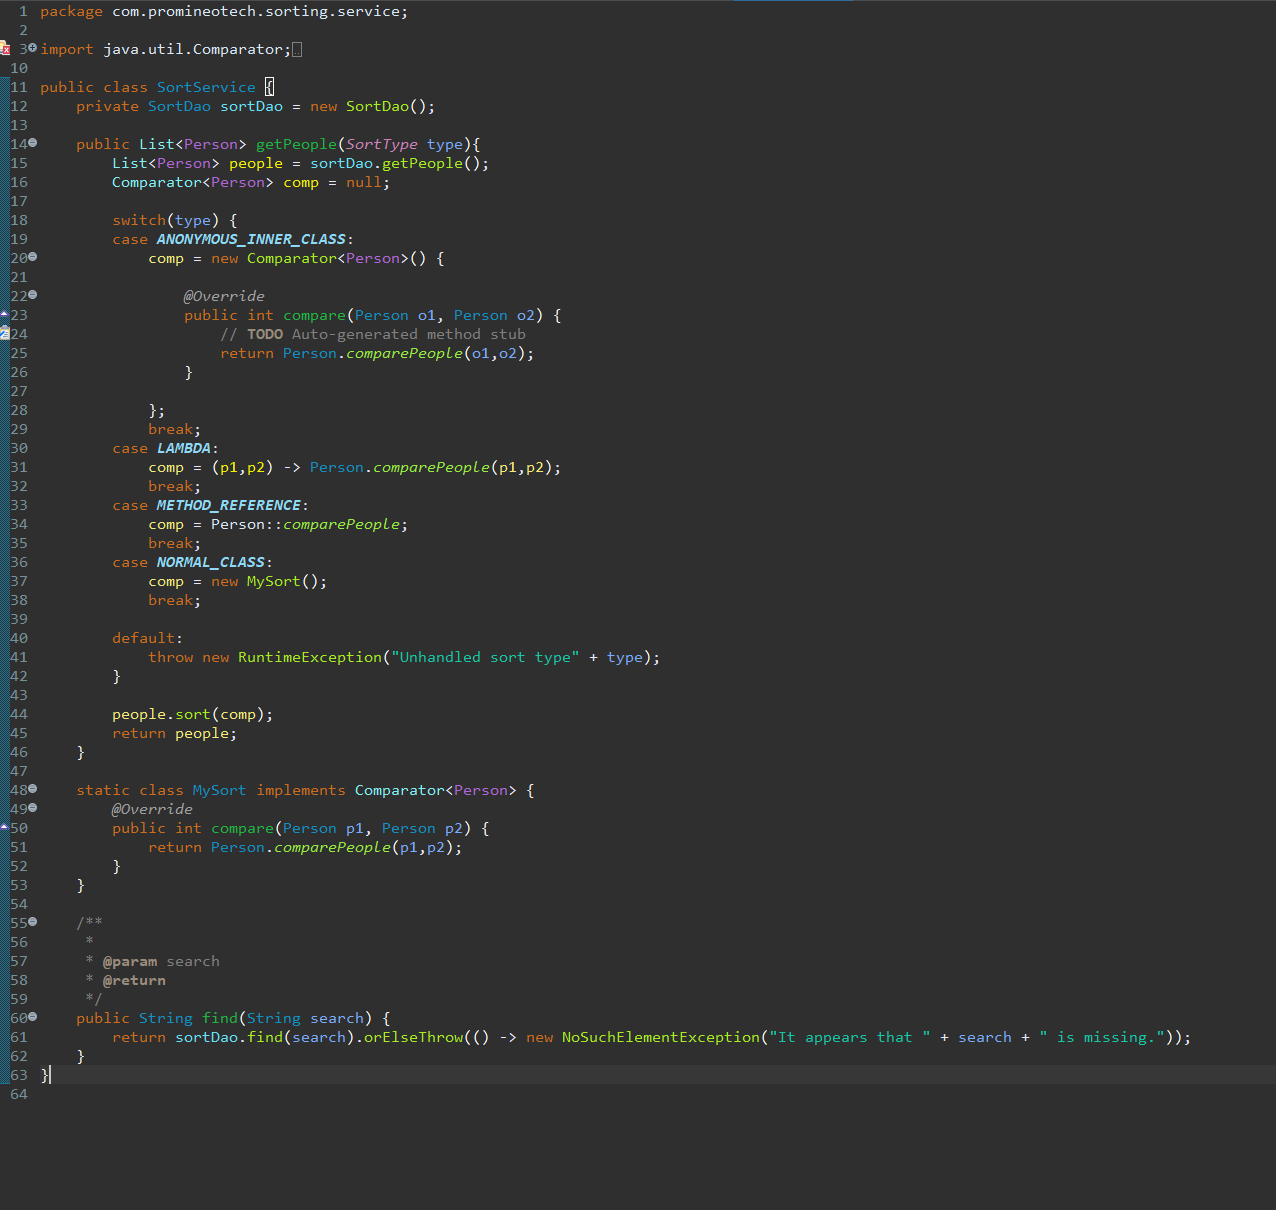 1 package com.promineotech.sorting.service;
2
3 import java.util.Comparator;
10
11 public class SortService {
12     private SortDao sortDao = new SortDao();
13
14     public List<Person> getPeople(SortType type){
15         List<Person> people = sortDao.getPeople();
16         Comparator<Person> comp = null;
17
18         switch(type) {
19         case ANONYMOUS_INNER_CLASS:
20             comp = new Comparator<Person>() {
21
22                 @Override
23                 public int compare(Person o1, Person o2) {
24                     // TODO Auto-generated method stub
25                     return Person.comparePeople(o1,o2);
26                 }
27
28             };
29             break;
30         case LAMBDA:
31             comp = (p1,p2) -> Person.comparePeople(p1,p2);
32             break;
33         case METHOD_REFERENCE:
34             comp = Person::comparePeople;
35             break;
36         case NORMAL_CLASS:
37             comp = new MySort();
38             break;
39
40         default:
41             throw new RuntimeException("Unhandled sort type" + type);
42         }
43
44         people.sort(comp);
45         return people;
46     }
47
48     static class MySort implements Comparator<Person> {
49         @Override
50         public int compare(Person p1, Person p2) {
51             return Person.comparePeople(p1,p2);
52         }
53     }
54
55     /**
56      *
57      * @param search
58      * @return
59      */
60     public String find(String search) {
61         return sortDao.find(search).orElseThrow(() -> new NoSuchElementException("It appears that " + search + " is missing."));
62     }
63 }
64